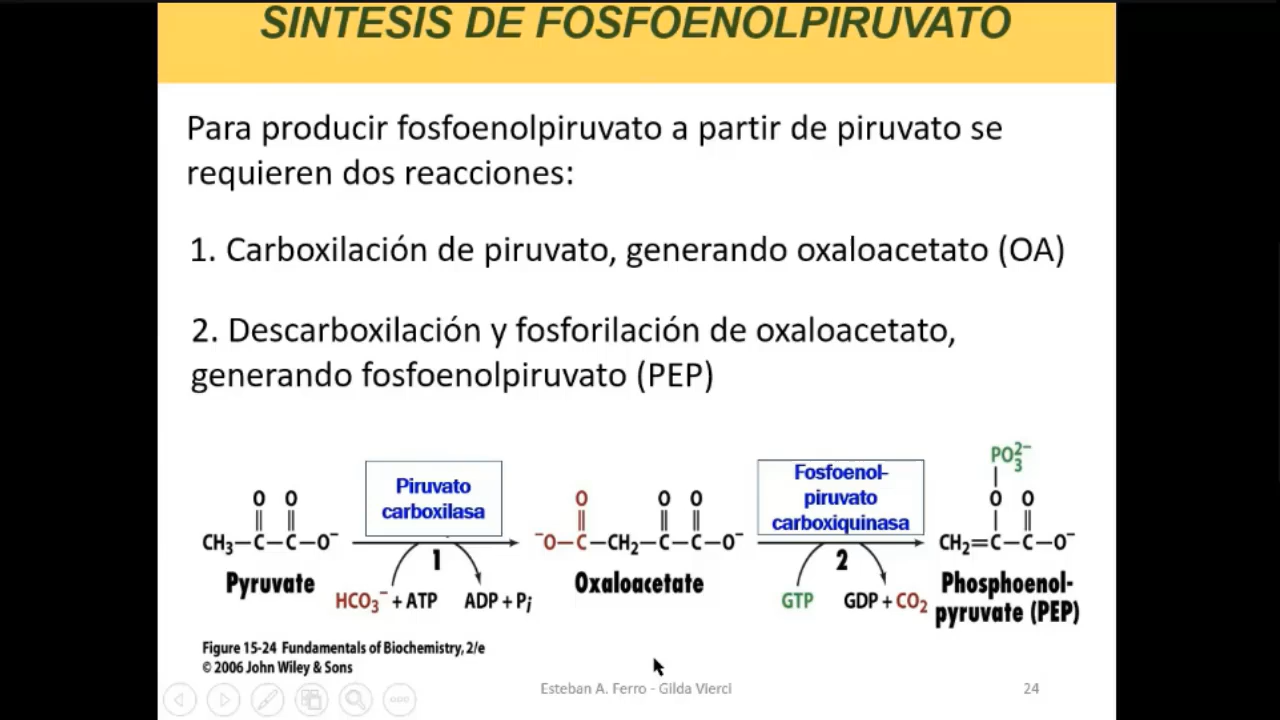 SINTESIS DE FOSFOENOLPIRUVATO
Para producir fosfoenolpiruvato a partir de piruvato se
requieren dos reacciones:
1. Carboxilación de piruvato, generando oxaloacetato (OA)
2. Descarboxilación y fosforilación de oxaloacetato,
generando fosfoenolpiruvato (PEP)
Piruvato
carboxilasa
Fosfoenol-
piruvato
carboxiquinasa
PO₃²⁻
O O
O O O
O O
CH₃—C—C—O⁻
1
⁻O—C—CH₂—C—C—O⁻
2
CH₂=C—C—O⁻
Pyruvate
HCO₃⁻ + ATP
ADP + Pi
Oxaloacetate
GTP
GDP + CO₂
Phosphoenol-
pyruvate (PEP)
Figure 15-24 Fundamentals of Biochemistry, 2/e
© 2006 John Wiley & Sons
Esteban A. Ferro - Gilda Vierci
24